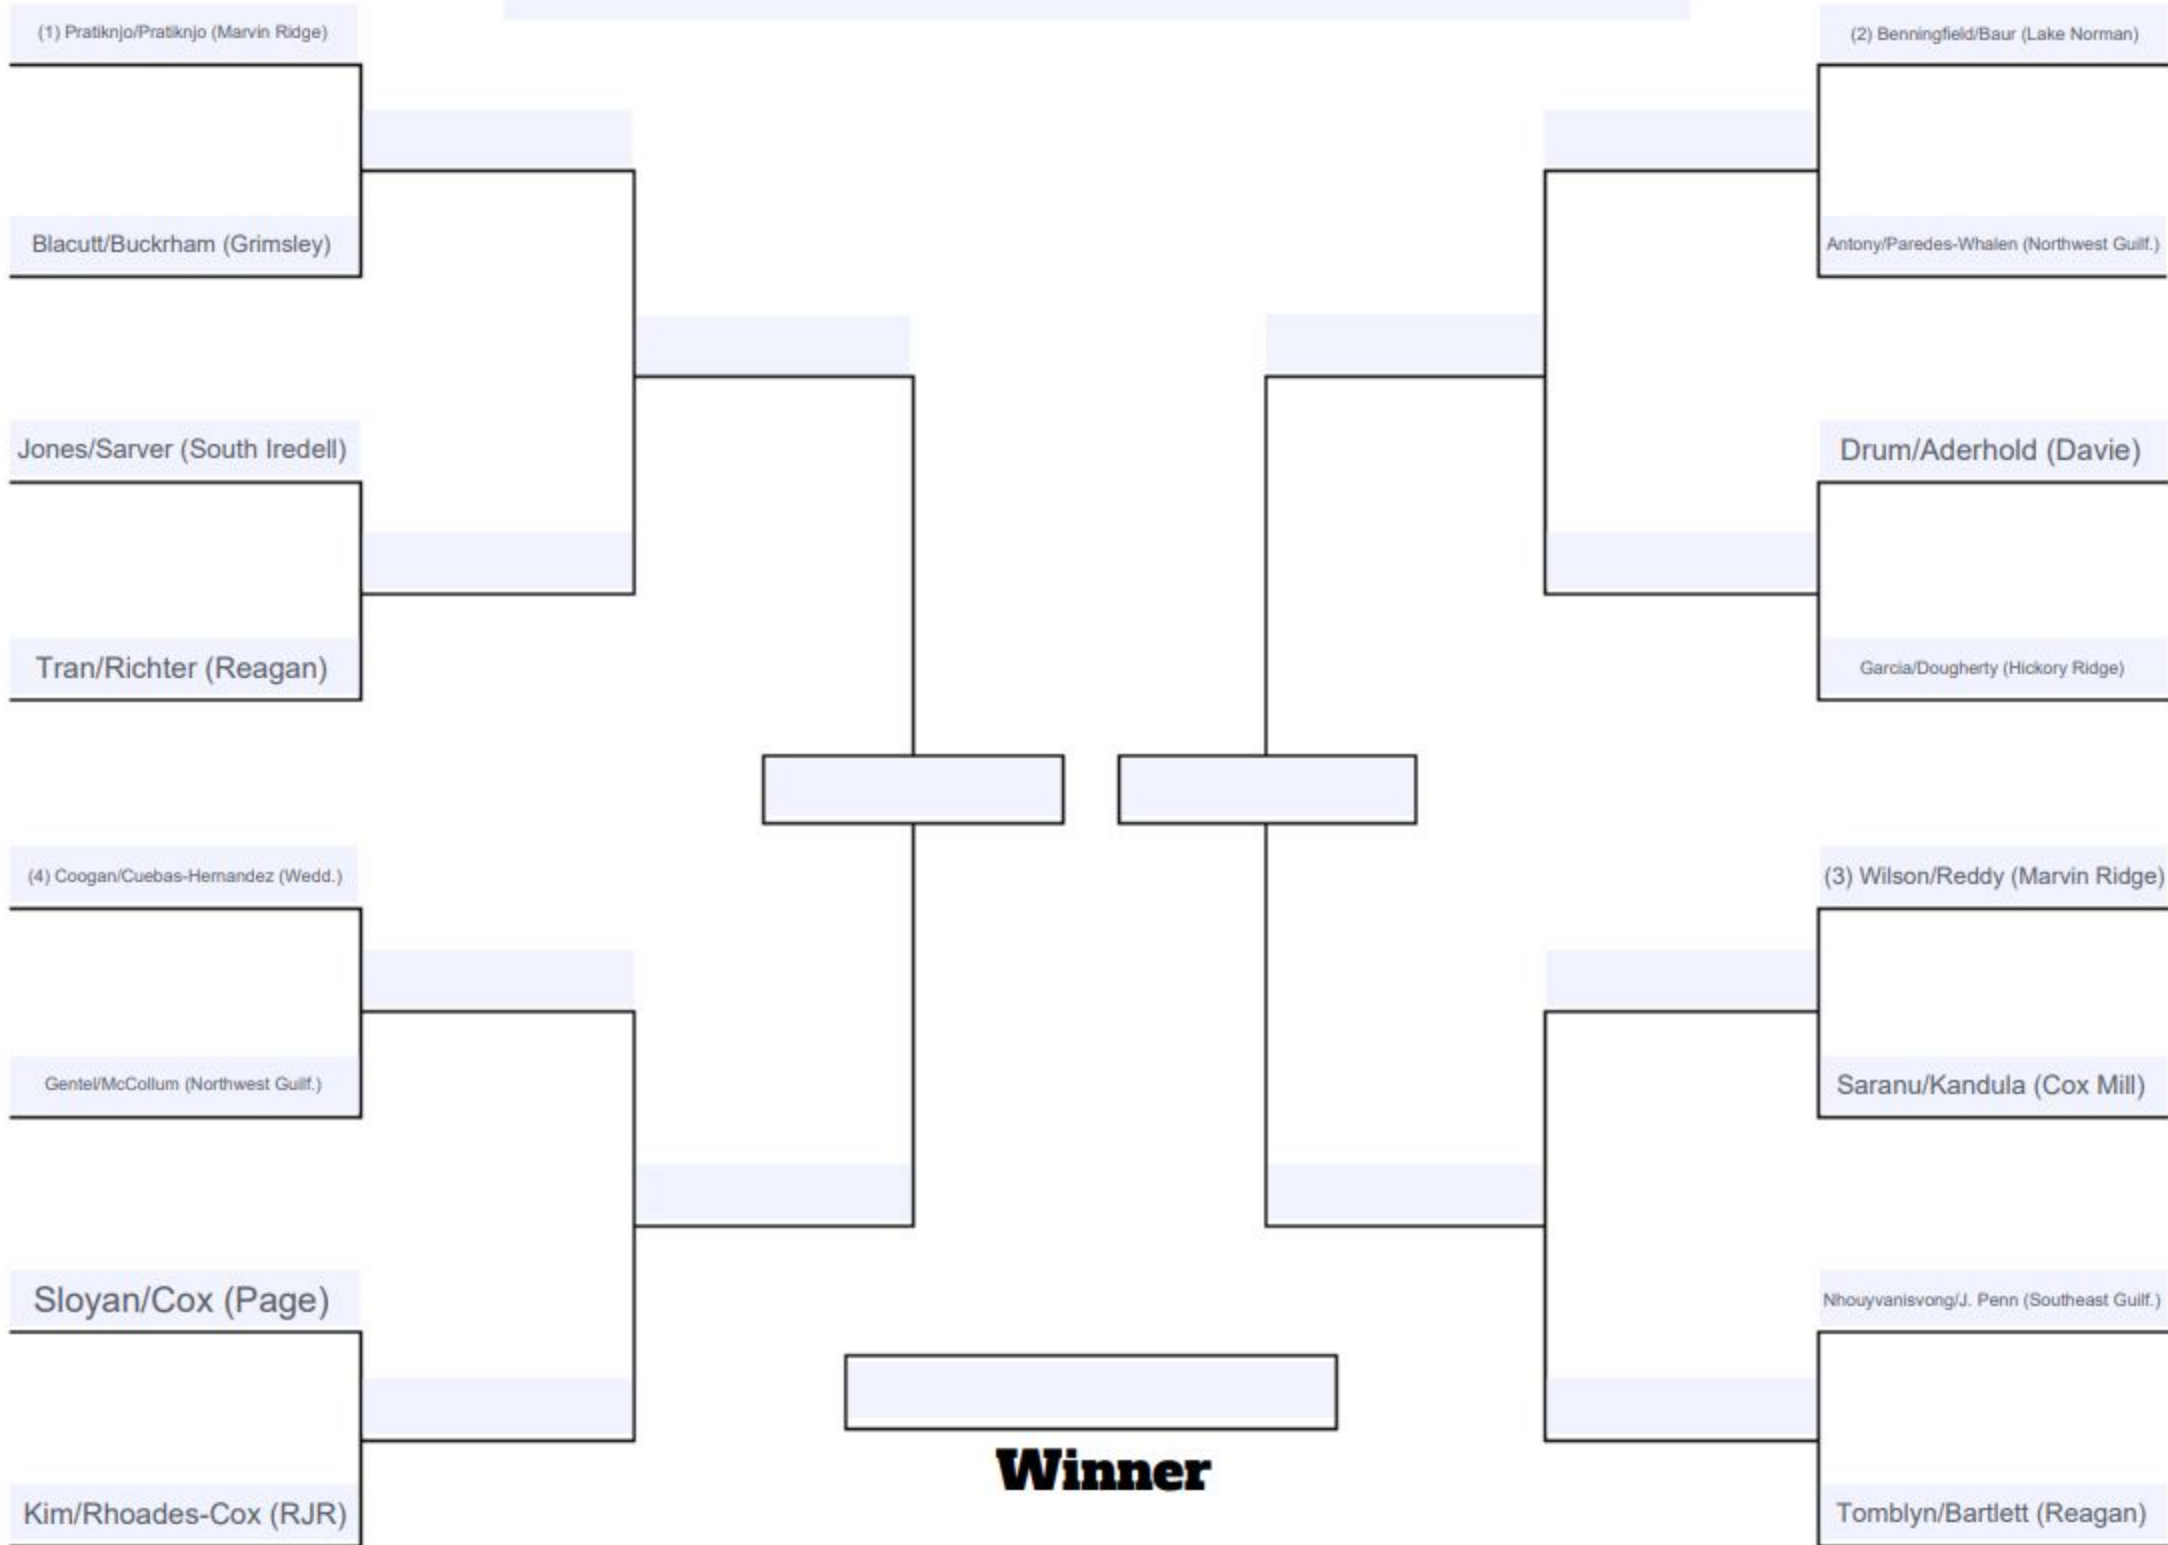 (1) Pratiknjo/Pratiknjo (Marvin Ridge)
Blacutt/Buckrham (Grimsley)
Jones/Sarver (South Iredell)
Tran/Richter (Reagan)
(4) Coogan/Cuebas-Hernandez (Wedd.)
Gentel/McCollum (Northwest Guilf.)
Sloyan/Cox (Page)
Kim/Rhoades-Cox (RJR)
(2) Benningfield/Baur (Lake Norman)
Antony/Paredes-Whalen (Northwest Guilf.)
Drum/Aderhold (Davie)
Garcia/Dougherty (Hickory Ridge)
(3) Wilson/Reddy (Marvin Ridge)
Saranu/Kandula (Cox Mill)
Nhouyvanisvong/J. Penn (Southeast Guilf.)
Tomblyn/Bartlett (Reagan)
Winner